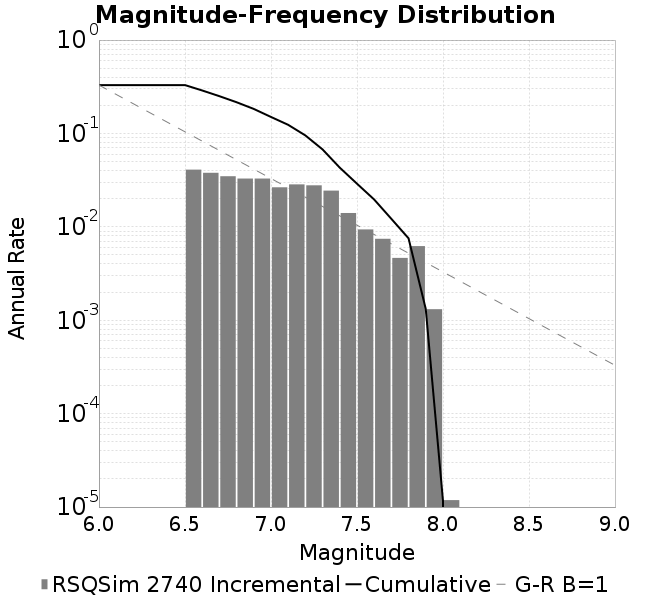 Magnitude-Frequency Distribution
10^0
10^-1
10^-2
10^-3
10^-4
10^-5
Annual Rate
6.0 6.5 7.0 7.5 8.0 8.5 9.0
Magnitude
RSQSim 2740 Incremental Cumulative G-R B=1